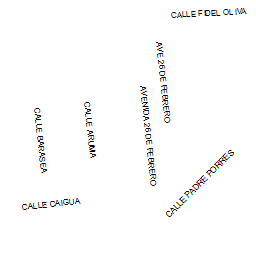 CALLE FIDEL OLIVA
AVE 26 DE FEBRERO
AVENIDA 26 DE FEBRERO
CALLE ARUMA
CALLE BARASEA
CALLE PADRE PORRES
CALLE CAIGUA